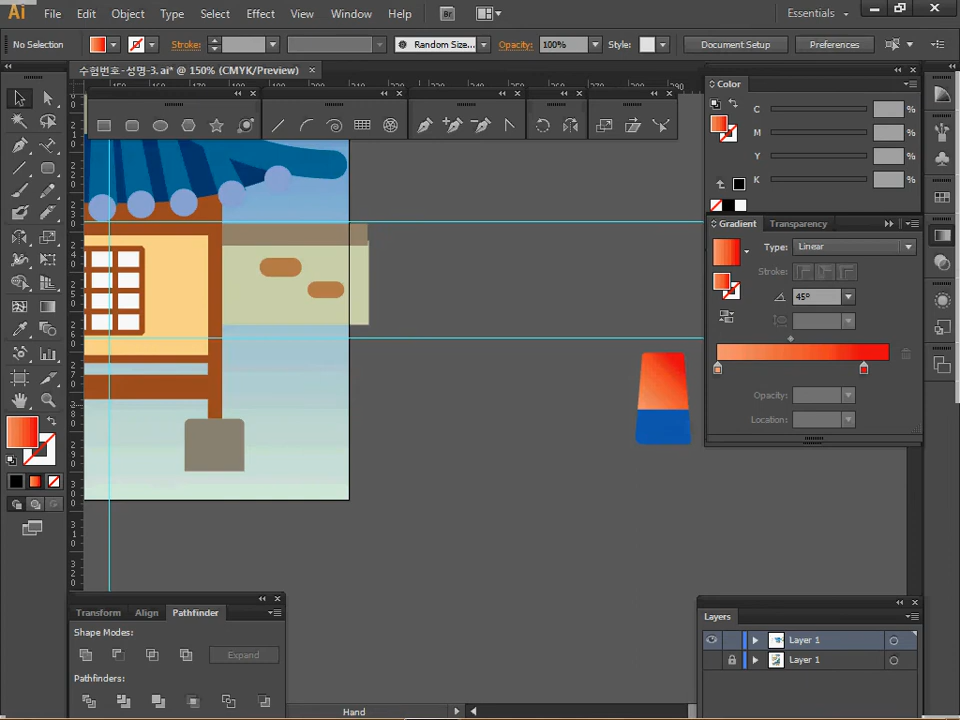 Ai File Edit Object Type Select Effect View Window Help Br Essentials
No Selection Stroke: Random Size... Opacity: 100% Style: Document Setup Preferences
수험번호-성명-3.ai* @ 150% (CMYK/Preview)
Color
C %
M %
Y %
K %
Gradient Transparency
Type: Linear
Stroke:
45°
Opacity:
Location:
Transform Align Pathfinder
Shape Modes:
Expand
Pathfinders:
Layers
Layer 1
Layer 1
Hand